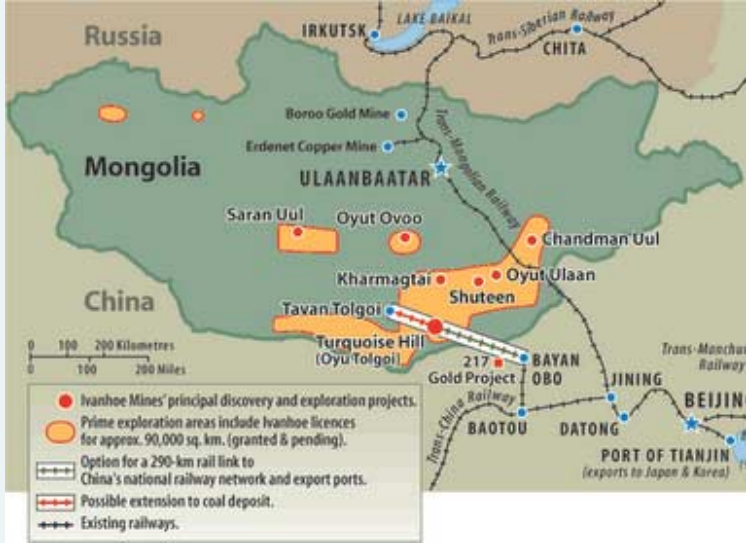 Russia
IRKUTSK
LAKE BAIKAL
Trans-Siberian Railway
CHITA
Boroo Gold Mine
Erdenet Copper Mine
Mongolia
ULAANBAATAR
Trans-Mongolian Railway
Saran Uul
Oyut Ovoo
Chandman Uul
Kharmagtai
Oyut Ulaan
Shuteen
China
Tavan Tolgoi
Turquoise Hill
(Oyu Tolgoi)
0 100 200 Kilometres
0 100 200 Miles
217
Gold Project
BAYAN
OBO
Trans-Manchu
Railway
Trans-China Railway
JINING
BEIJING
BAOTOU
DATONG
PORT OF TIANJIN
(exports to Japan & Korea)
Ivanhoe Mines' principal discovery and exploration projects.
Prime exploration areas include Ivanhoe licences
for approx. 90,000 sq. km. (granted & pending).
Option for a 290-km rail link to
China's national railway network and export ports.
Possible extension to coal deposit.
Existing railways.